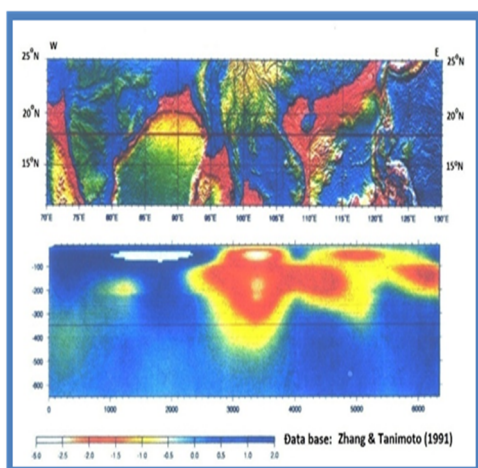 W E
25°N 25°N
20°N 20°N
15°N 15°N
70°E 75°E 80°E 85°E 90°E 95°E 100°E 105°E 110°E 115°E 120°E 125°E 130°E
-100
-200
-300
-400
-500
-600
0 1000 2000 3000 4000 5000 6000
Data base: Zhang & Tanimoto (1991)
-5.0 -2.5 -2.0 -1.5 -1.0 -0.5 0.0 0.5 1.0 1.5 2.0